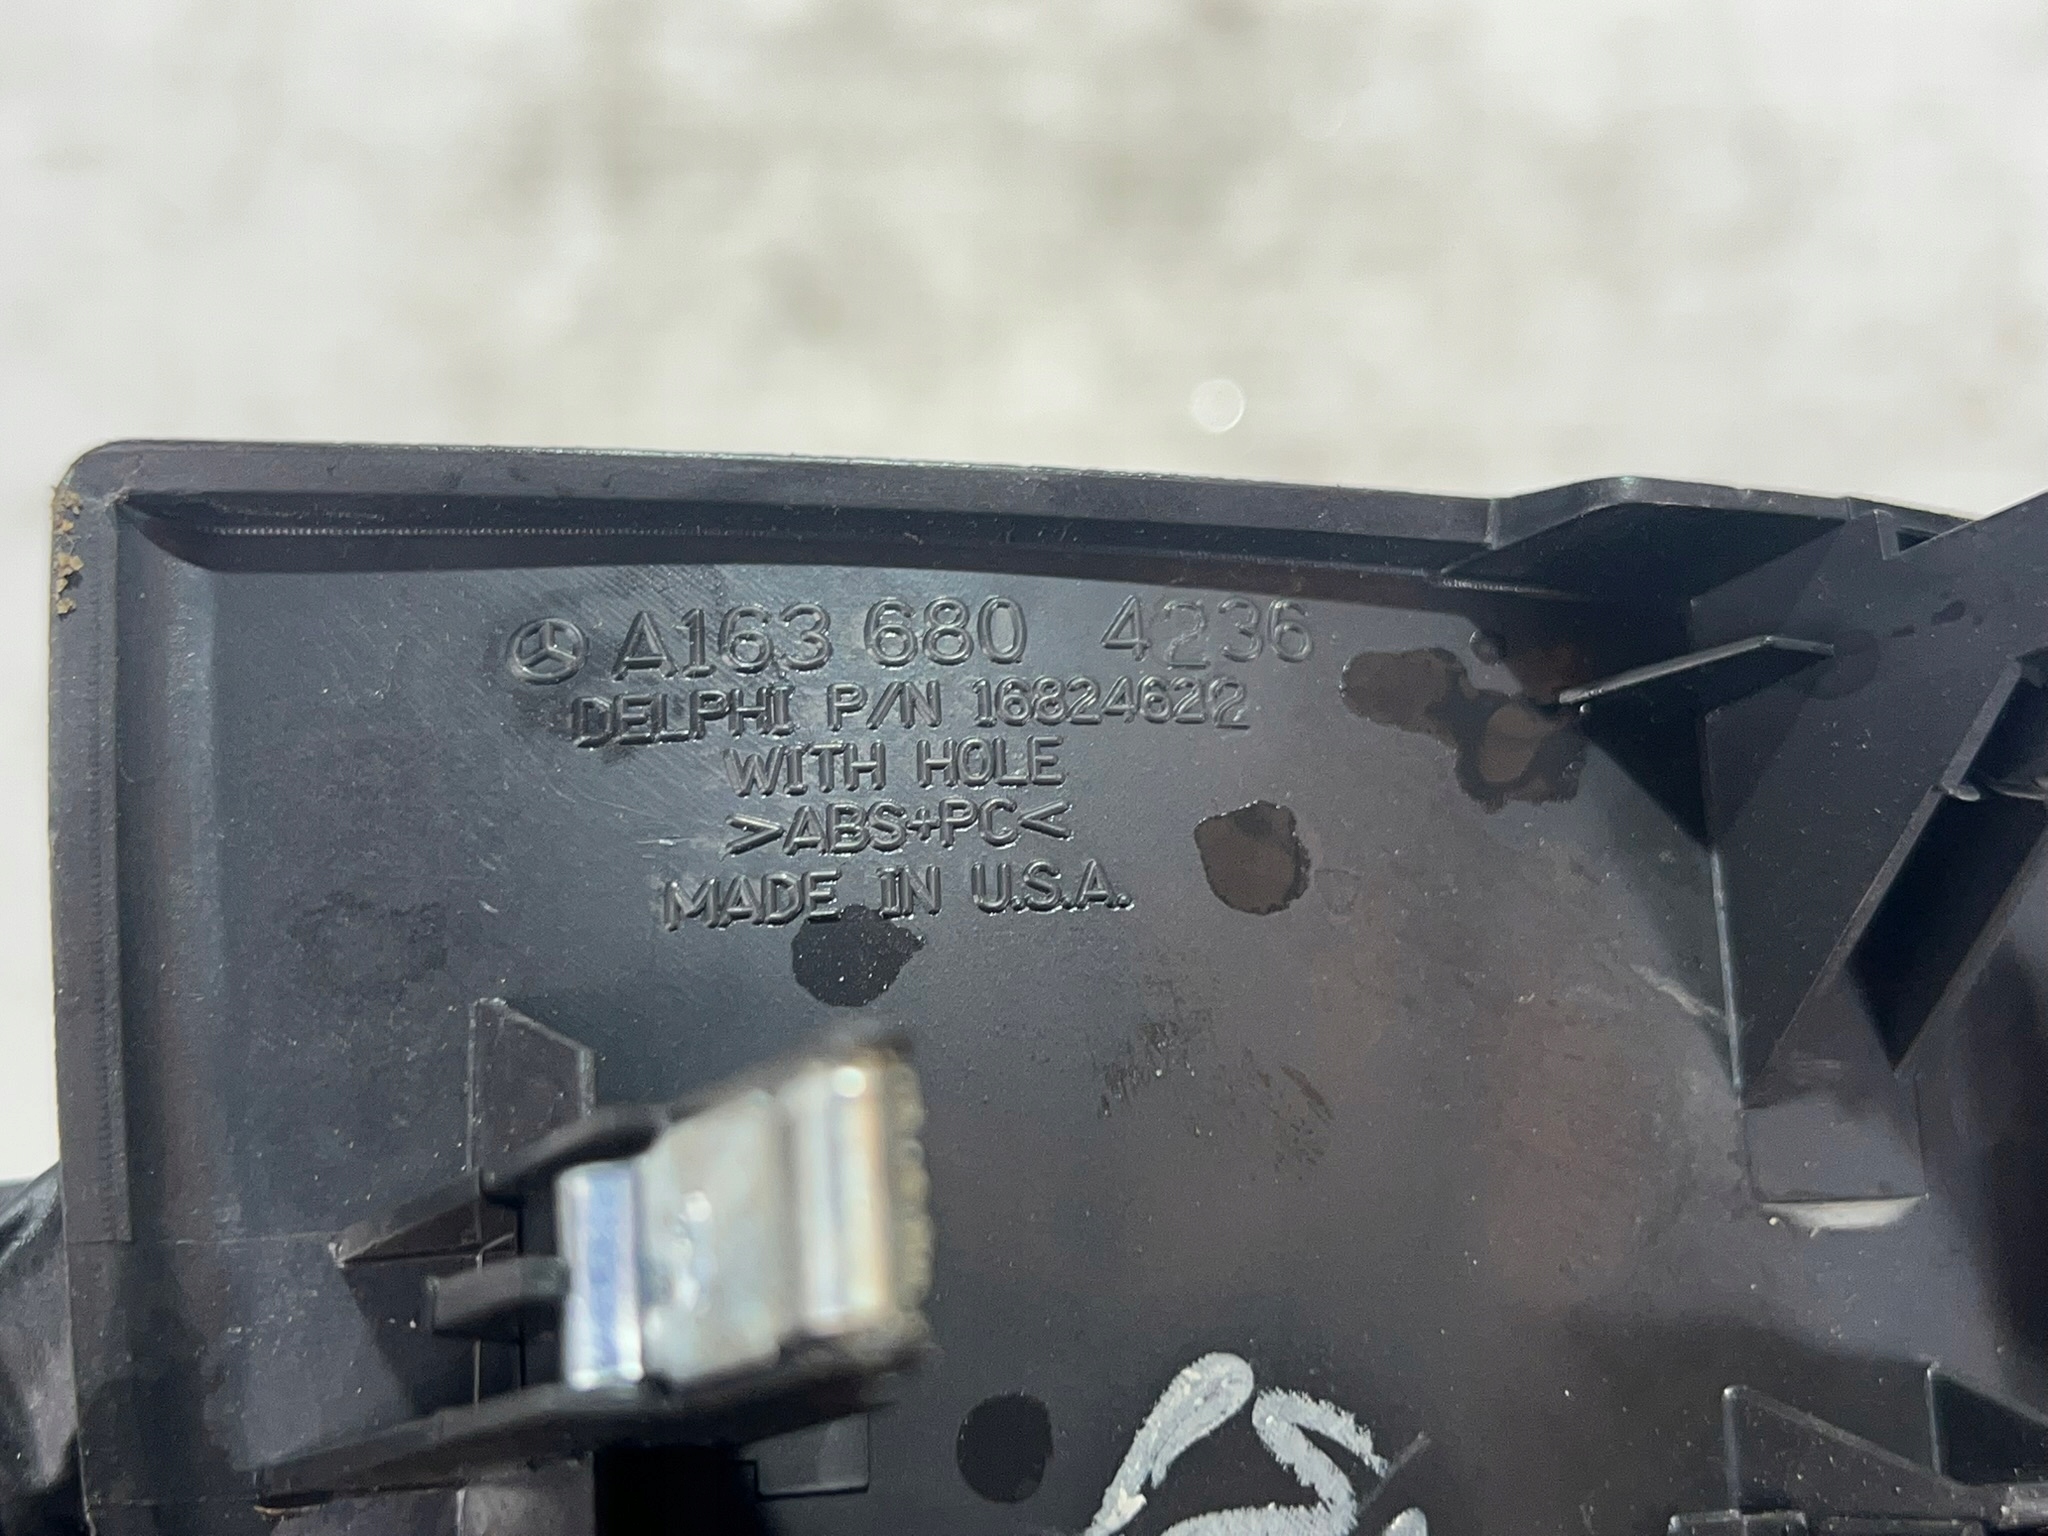 A163 680 4236
DELPHI P/N 16824622
WITH HOLE
>ABS+PC<
MADE IN U.S.A.